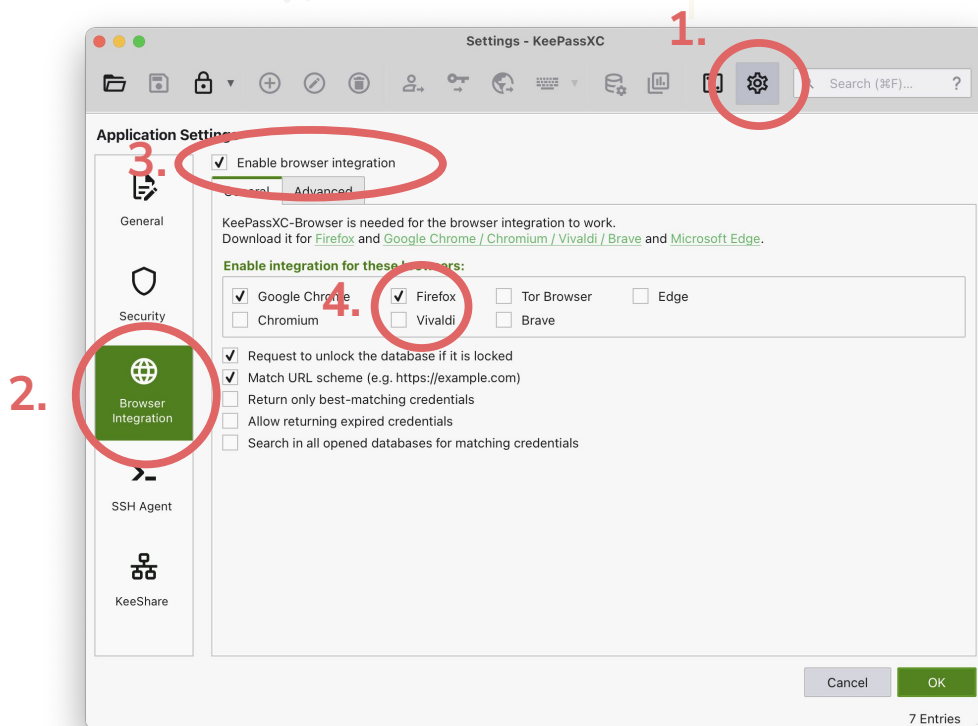 1.
Settings - KeePassXC
Search (⌘F)... ?
Application Settings
3.
Enable browser integration
General Advanced
General
KeePassXC-Browser is needed for the browser integration to work.
Download it for Firefox and Google Chrome / Chromium / Vivaldi / Brave and Microsoft Edge.
Enable integration for these browsers:
4.
Google Chrome Firefox Tor Browser Edge
Chromium Vivaldi Brave
Security
Request to unlock the database if it is locked
Match URL scheme (e.g. https://example.com)
2.
Browser
Integration
Return only best-matching credentials
Allow returning expired credentials
Search in all opened databases for matching credentials
SSH Agent
KeeShare
Cancel OK
7 Entries